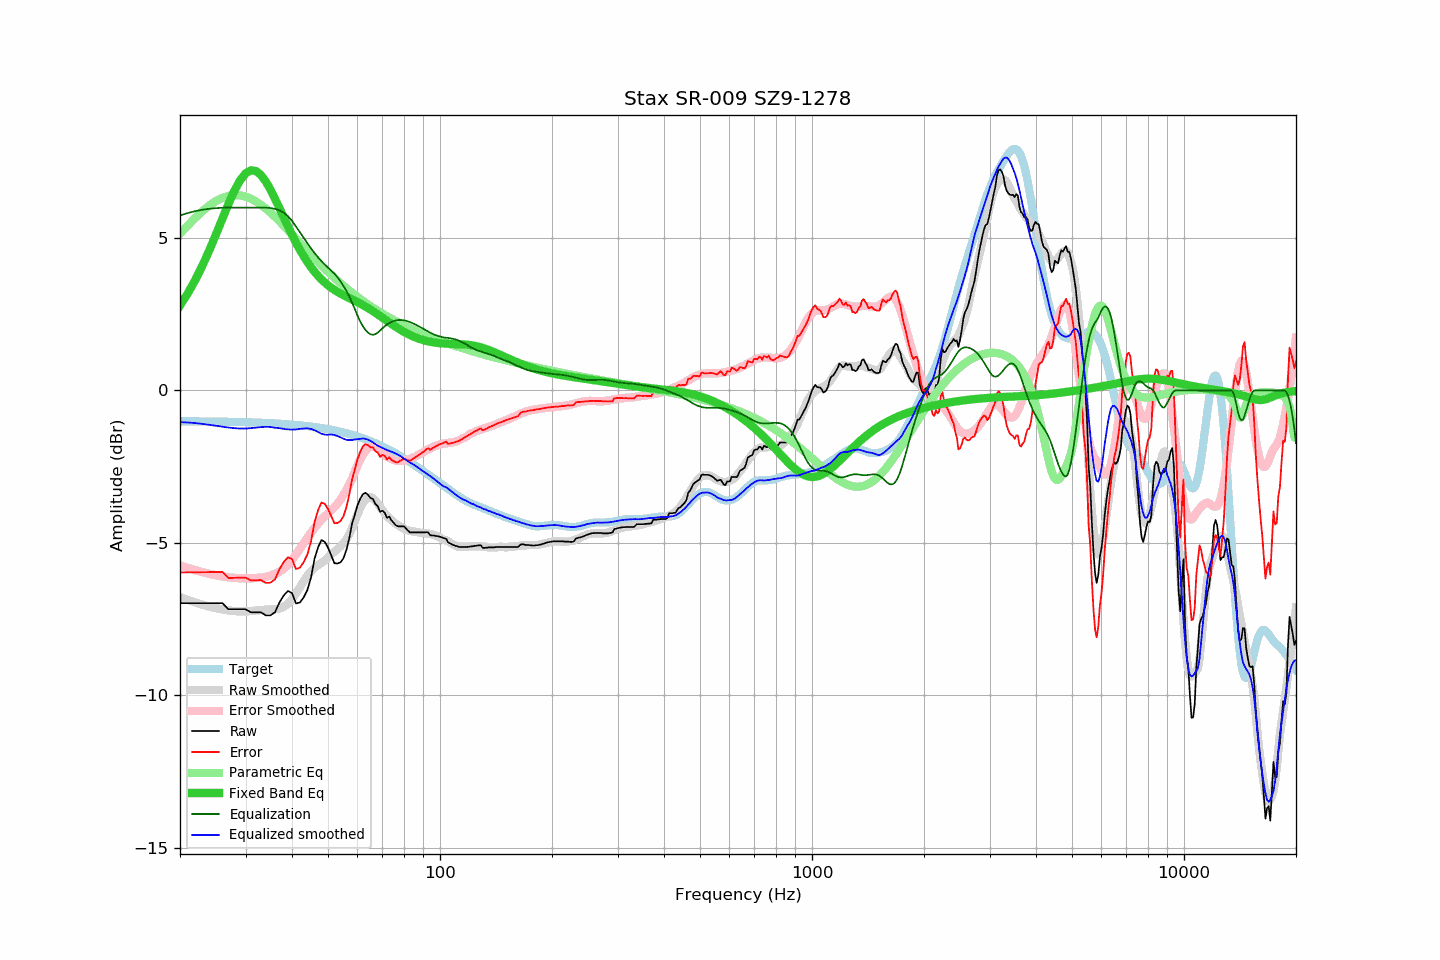 Stax SR-009 SZ9-1278
Amplitude (dBr)
5
0
−5
−10
−15
Target
Raw Smoothed
Error Smoothed
Raw
Error
Parametric Eq
Fixed Band Eq
Equalization
Equalized smoothed
100
1000
10000
Frequency (Hz)